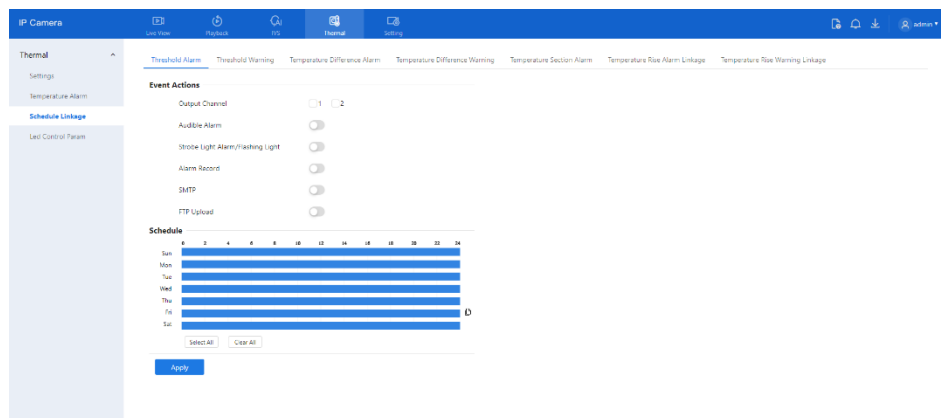 IP Camera
Live View
Playback
IVS
Thermal
Setting
admin
Thermal
Settings
Temperature Alarm
Schedule Linkage
Led Control Param
Threshold Alarm Threshold Warning Temperature Difference Alarm Temperature Difference Warning Temperature Section Alarm Temperature Rise Alarm Linkage Temperature Rise Warning Linkage
Event Actions
Output Channel 1 2
Audible Alarm
Strobe Light Alarm/Flashing Light
Alarm Record
SMTP
FTP Upload
Schedule
0 2 4 6 8 10 12 14 16 18 20 22 24
Sun
Mon
Tue
Wed
Thu
Fri
Sat
Select All Clear All
Apply